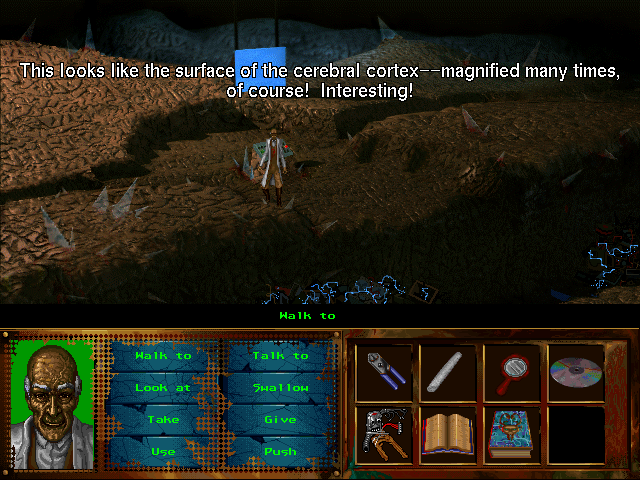 This looks like the surface of the cerebral cortex--magnified many times,
of course!  Interesting!
Walk to
Walk to
Talk to
Look at
Swallow
Take
Give
Use
Push